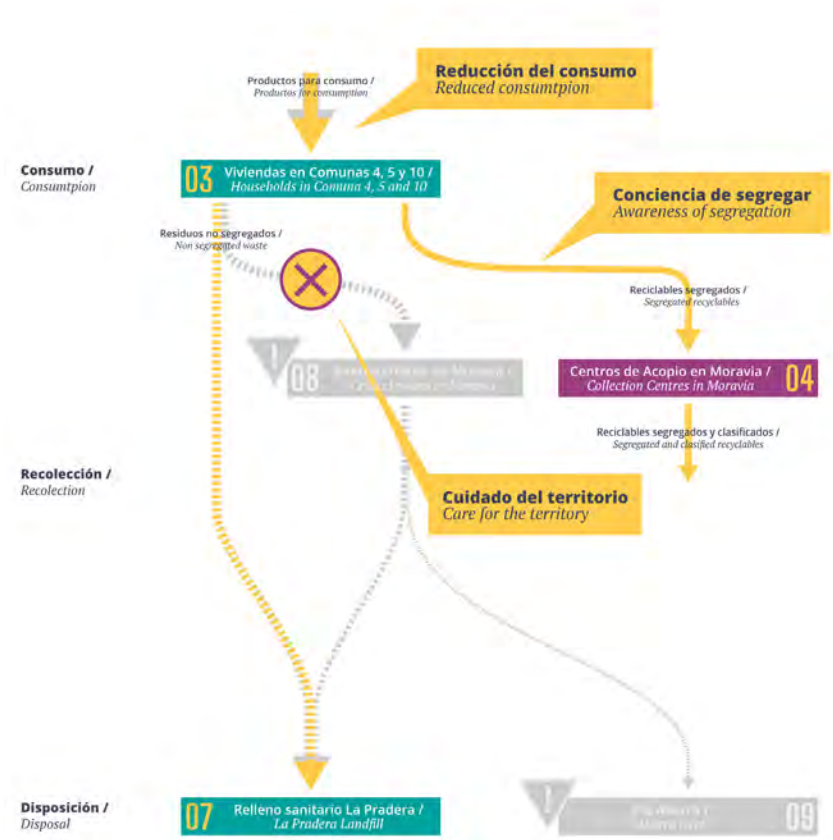 Productos para consumo /
Productos for consumption
Reducción del consumo
Reduced consumtpion
Consumo /
Consumtpion
03
Viviendas en Comunas 4, 5 y 10 /
Households in Comuna 4, 5 and 10
Conciencia de segregar
Awareness of segregation
Residuos no segregados /
Non segregated waste
Reciclables segregados /
Segregated recyclables
!
08
Centros de Acopio en Moravia /
Collection Centres in Moravia
04
Reciclables segregados y clasificados /
Segregated and clasified recyclables
Recolección /
Recolection
Cuidado del territorio
Care for the territory
Disposición /
Disposal
07
Relleno sanitario La Pradera /
La Pradera Landfill
!
09